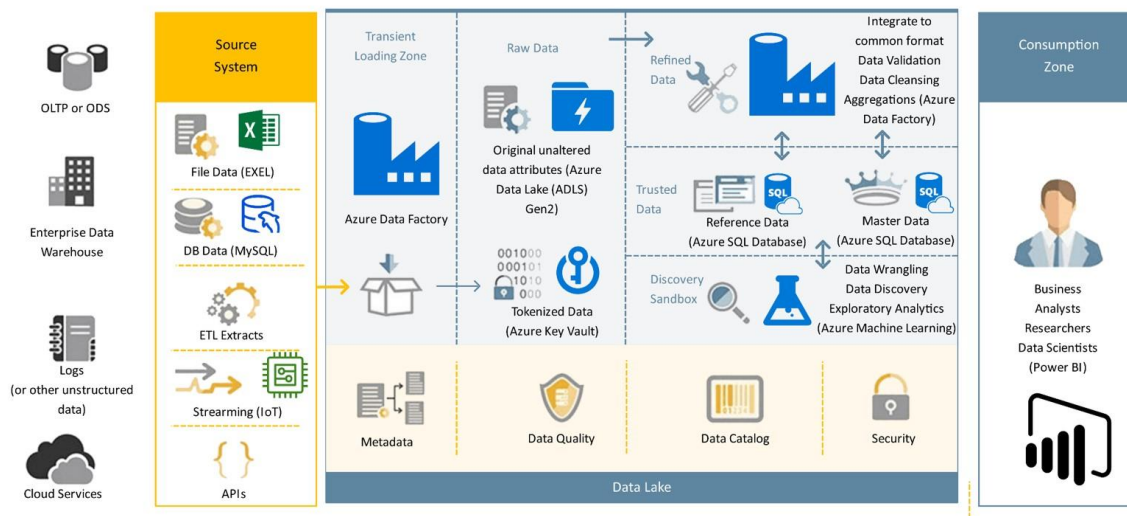 OLTP or ODS
Enterprise Data
Warehouse
Logs
(or other unstructured
data)
Cloud Services
Source
System
File Data (EXEL)
DB Data (MySQL)
ETL Extracts
Strearming (IoT)
APIs
Transient
Loading Zone
Azure Data Factory
Raw Data
Original unaltered
data attributes (Azure
Data Lake (ADLS)
Gen2)
001000
000101
1010
000
Tokenized Data
(Azure Key Vault)
Refined
Data
Integrate to
common format
Data Validation
Data Cleansing
Aggregations (Azure
Data Factory)
Trusted
Data
SQL
Reference Data
(Azure SQL Database)
SQL
Master Data
(Azure SQL Database)
Discovery
Sandbox
Data Wrangling
Data Discovery
Exploratory Analytics
(Azure Machine Learning)
Metadata
Data Quality
Data Catalog
Security
Data Lake
Consumption
Zone
Business
Analysts
Researchers
Data Scientists
(Power BI)